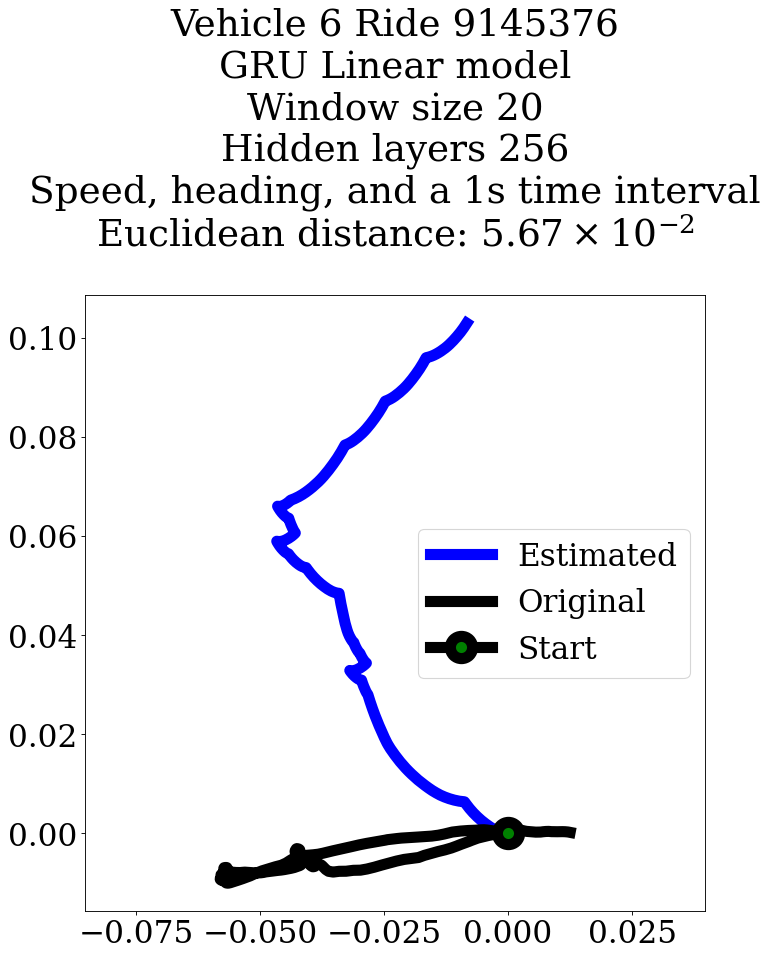 Vehicle 6 Ride 9145376
GRU Linear model
Window size 20
Hidden layers 256
Speed, heading, and a 1s time interval
Euclidean distance: 5.67 × 10⁻²
0.10
0.08
0.06
0.04
0.02
0.00
Estimated
Original
Start
−0.075 −0.050 −0.025 0.000 0.025